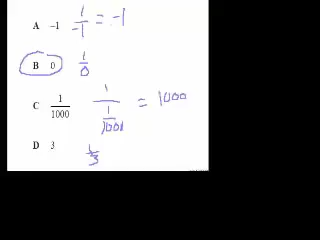 A -1 1/-1 = -1
B 0 1/0
C 1/1000 1/(1/1000) = 1000
D 3 1/3